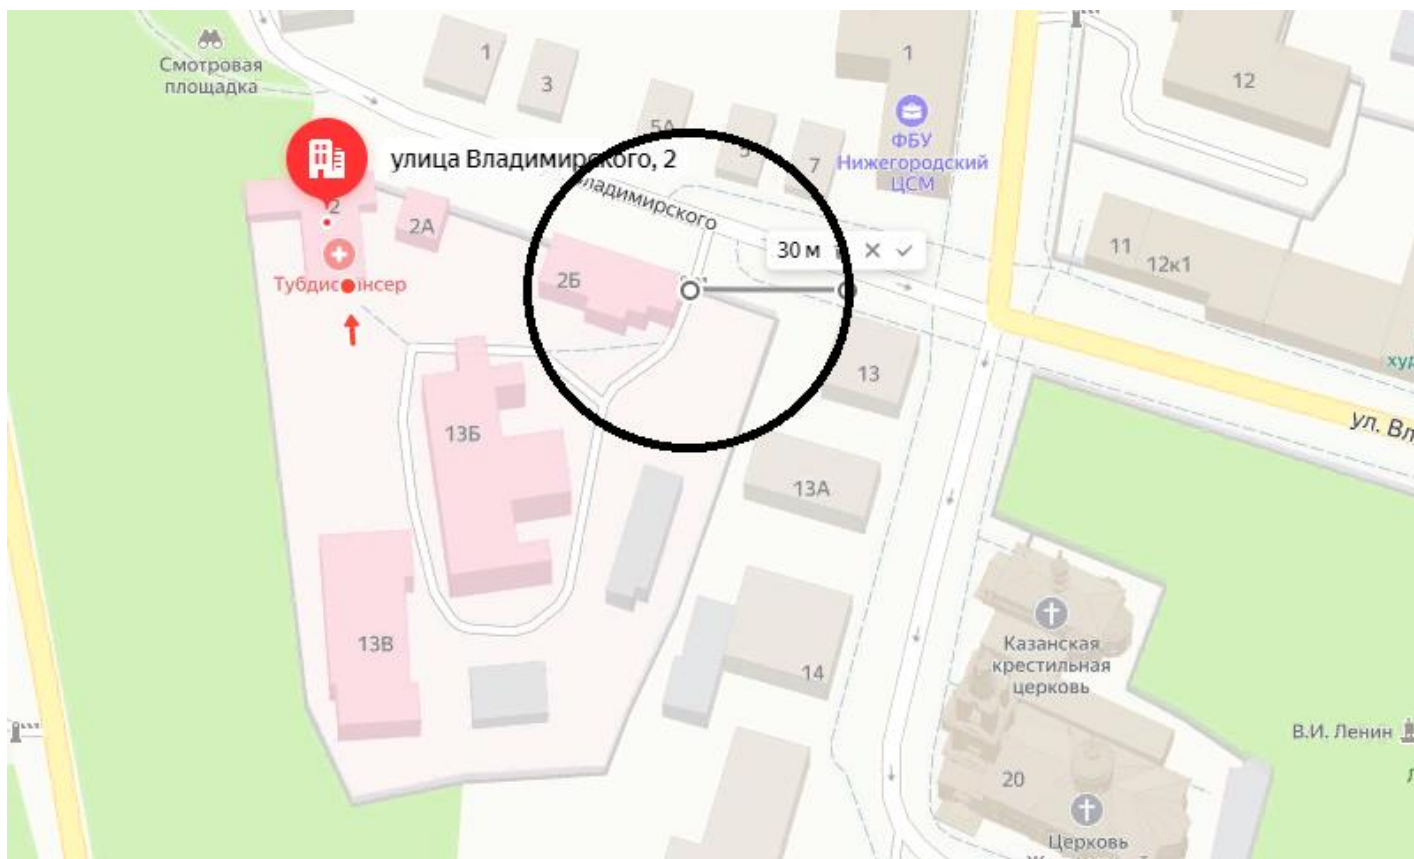 Смотровая
площадка
1
3
5А
5
7
1
ФБУ
Нижегородский
ЦСМ
12
улица Владимирского, 2
2
2А
Владимирского
30 м
11
12к1
2Б
13
ул. Вл
13Б
13А
13В
14
Казанская
крестильная
церковь
В.И. Ленин
20
Церковь